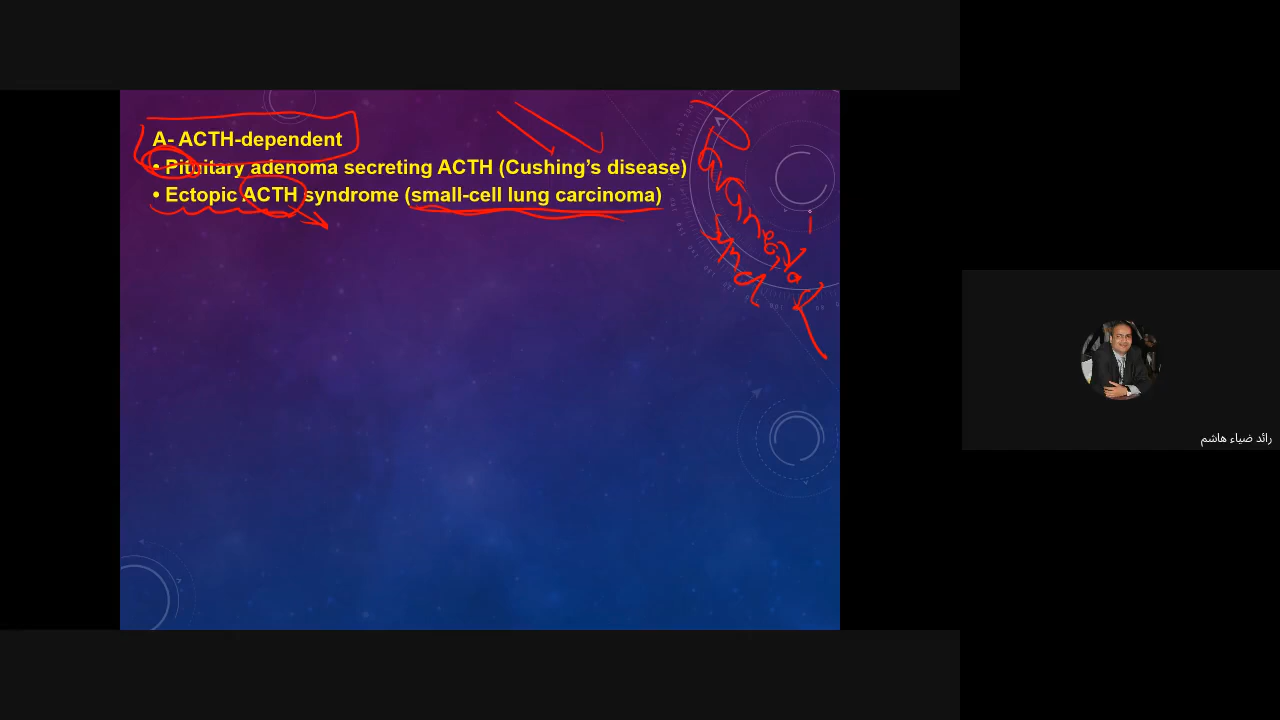 A- ACTH-dependent
• Pituitary adenoma secreting ACTH (Cushing’s disease)
• Ectopic ACTH syndrome (small-cell lung carcinoma)
رائد ضياء هاشم